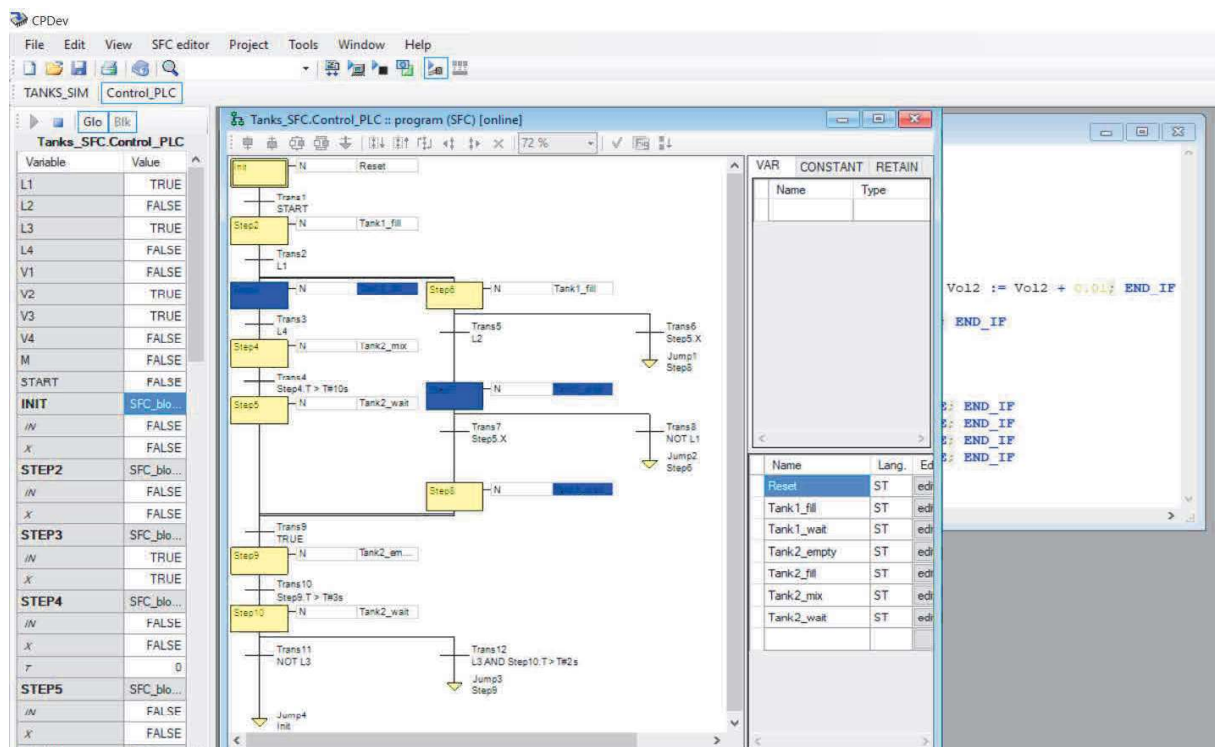 CPDev
File Edit View SFC editor Project Tools Window Help
TANKS_SIM Control_PLC
Glo Blk
Tanks_SFC.Control_PLC
Variable Value
L1 TRUE
L2 FALSE
L3 TRUE
L4 FALSE
V1 FALSE
V2 TRUE
V3 TRUE
V4 FALSE
M FALSE
START FALSE
INIT SFC_blo...
IN FALSE
X FALSE
STEP2 SFC_blo...
IN FALSE
X FALSE
STEP3 SFC_blo...
IN TRUE
X TRUE
STEP4 SFC_blo...
IN FALSE
X FALSE
T 0
STEP5 SFC_blo...
IN FALSE
X FALSE
Tanks_SFC.Control_PLC :: program (SFC) [online]
72 %
Init N Reset
Trans1
START
Step2 N Tank1_fill
Trans2
L1
N Step6 N Tank1_fill
Trans3
L4
Trans5
L2
Trans6
Step5.X
Jump1
Step8
Step4 N Tank2_mix
Trans4
Step4.T > T#10s
N
Step5 N Tank2_wait
Trans7
Step5.X
Trans8
NOT L1
Jump2
Step6
Step8 N
Trans9
TRUE
Step9 N Tank2_em...
Trans10
Step9.T > T#3s
Step10 N Tank2_wait
Trans11
NOT L3
Trans12
L3 AND Step10.T > T#2s
Jump3
Step9
Jump4
Init
VAR CONSTANT RETAIN
Name Type
Name Lang. Ed
Reset ST edi
Tank1_fill ST edi
Tank1_wait ST edi
Tank2_empty ST edi
Tank2_fill ST edi
Tank2_mix ST edi
Tank2_wait ST edi
Vol2 := Vol2 + 0.01; END_IF
END_IF
E; END_IF
E; END_IF
E; END_IF
E; END_IF